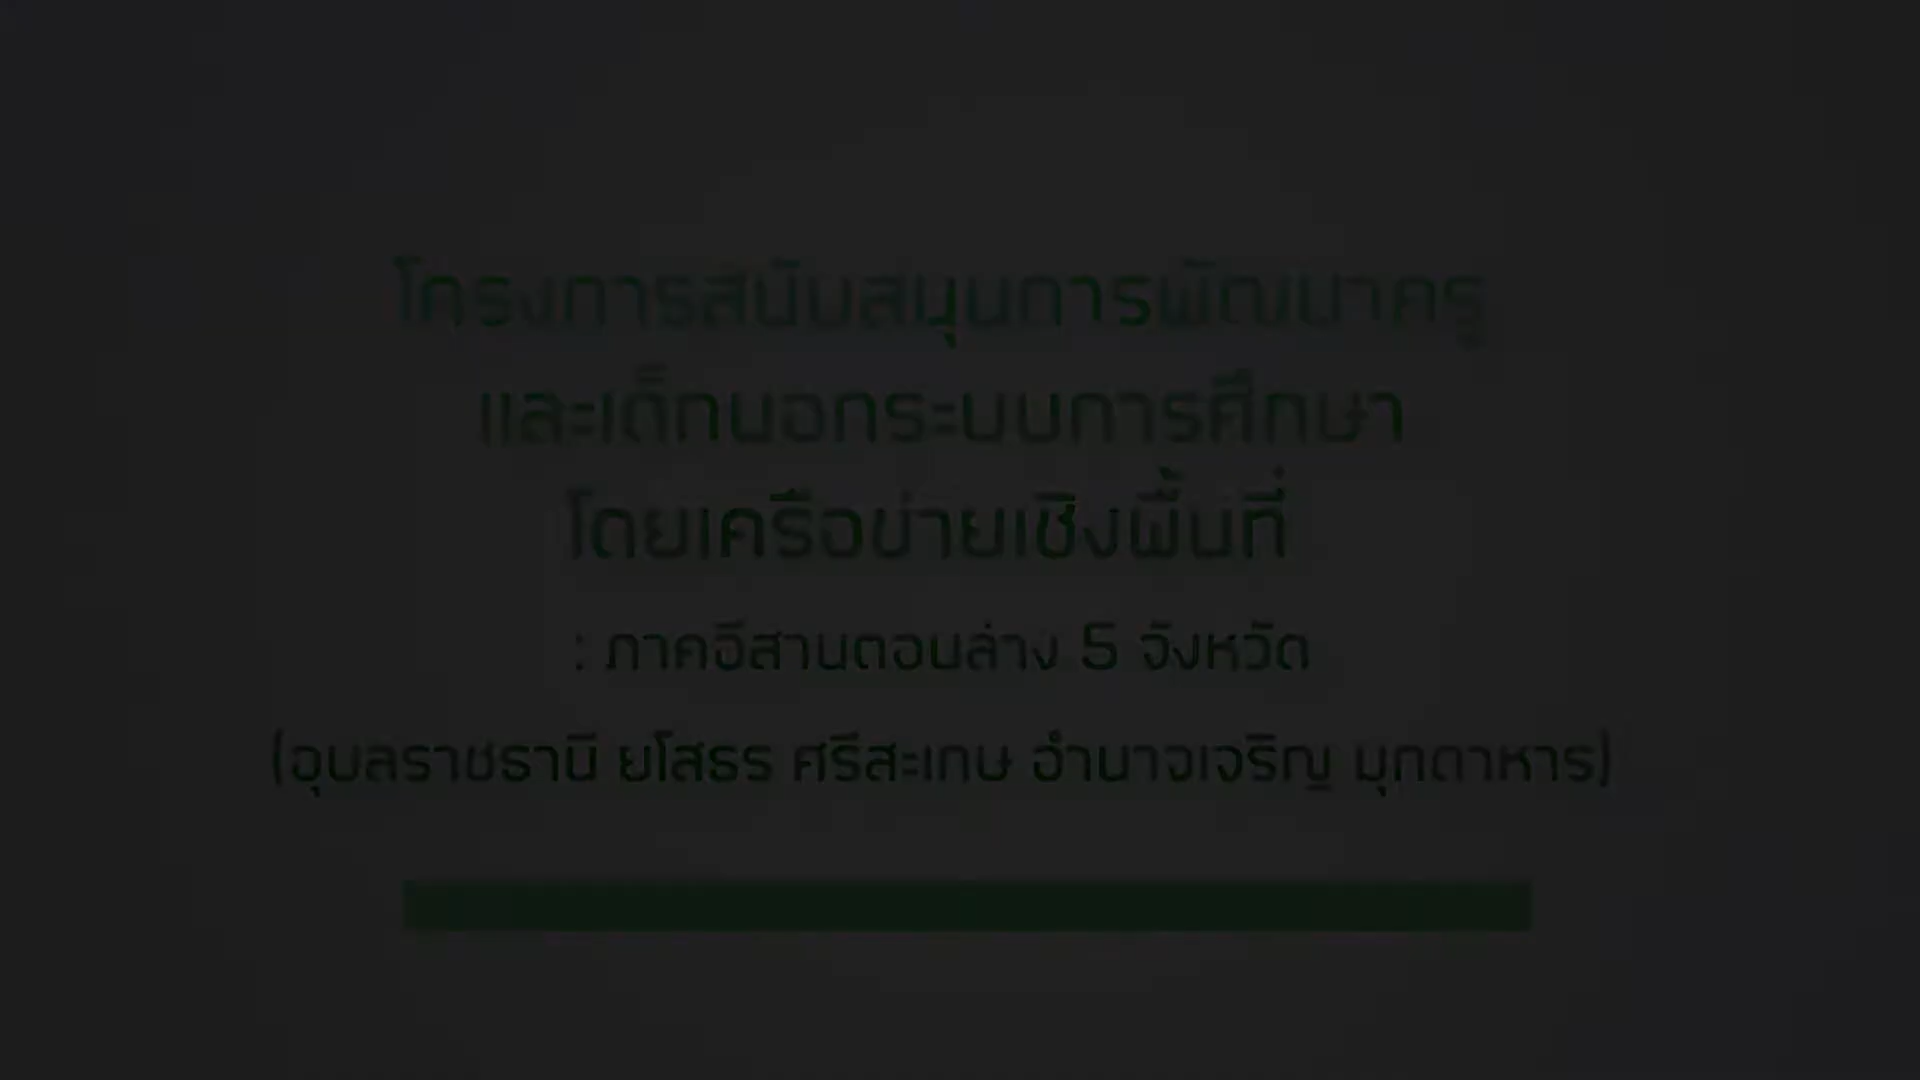 โครงการสนับสนุนการพัฒนาครู
และเด็กนอกระบบการศึกษา
โดยเครือข่ายเชิงพื้นที่
: ภาคอีสานตอนล่าง 5 จังหวัด
(อุบลราชธานี ยโสธร ศรีสะเกษ อำนาจเจริญ มุกดาหาร)